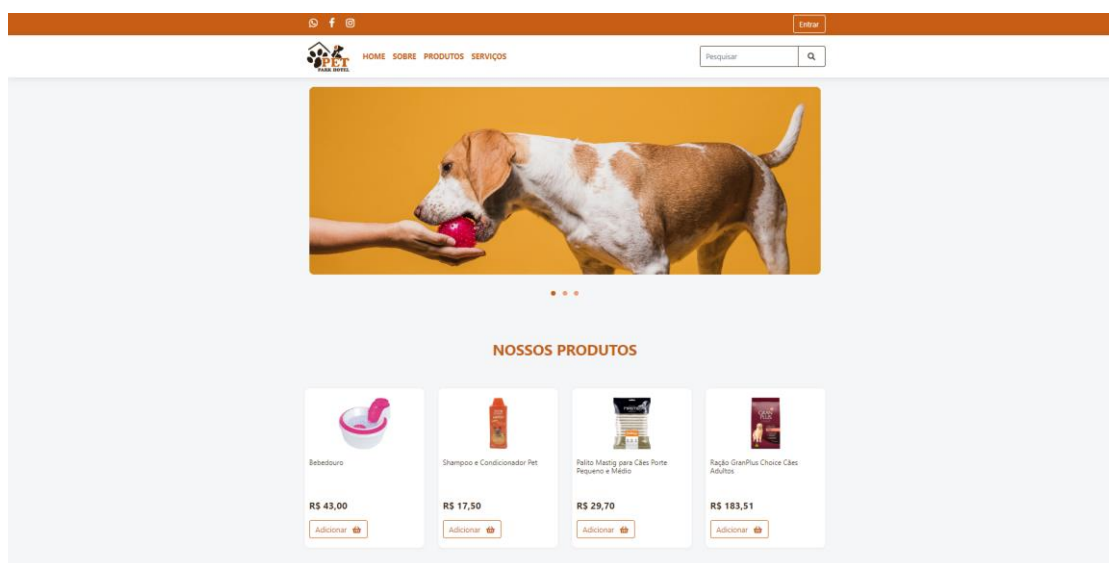 Entrar
PET
PARK HOTEL
HOME SOBRE PRODUTOS SERVIÇOS
Pesquisar
NOSSOS PRODUTOS
Bebedouro
Shampoo e Condicionador Pet
Palito Mastig para Cães Porte
Pequeno e Médio
Ração GranPlus Choice Cães
Adultos
R$ 43,00
R$ 17,50
R$ 29,70
R$ 183,51
Adicionar
Adicionar
Adicionar
Adicionar